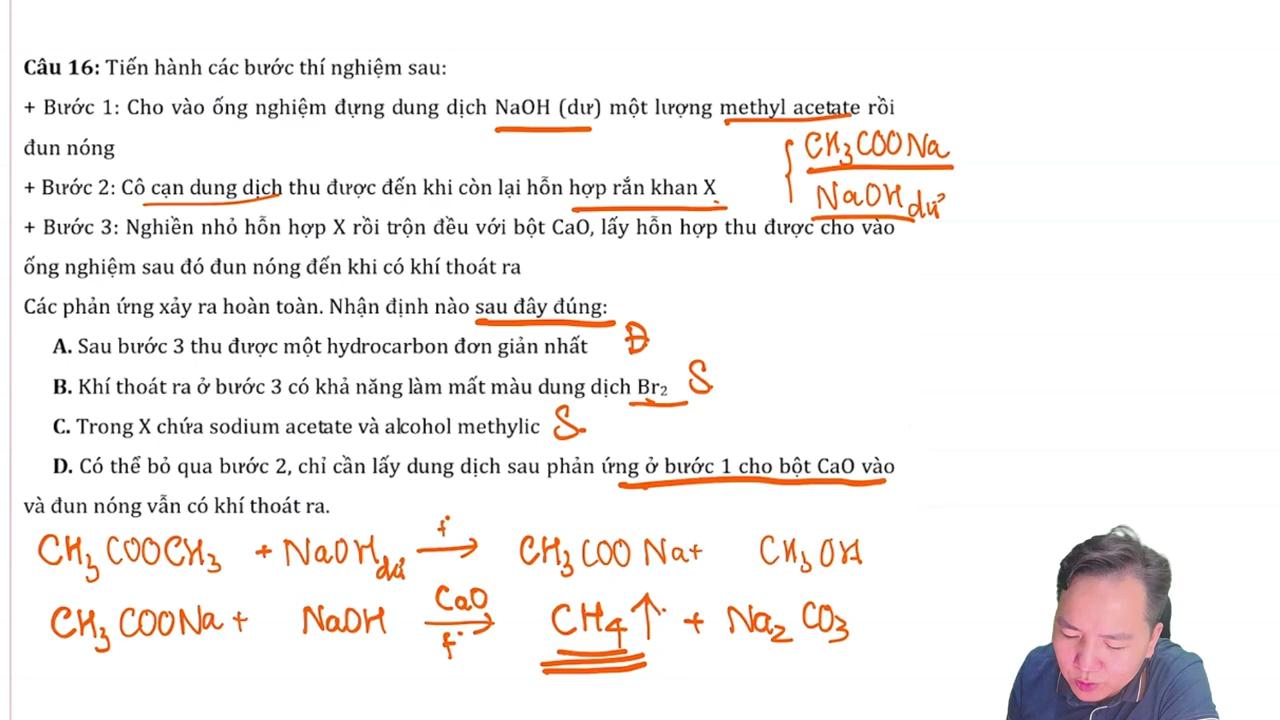 Câu 16: Tiến hành các bước thí nghiệm sau:
+ Bước 1: Cho vào ống nghiệm đựng dung dịch NaOH (dư) một lượng methyl acetate rồi
đun nóng
CH₃COONa
+ Bước 2: Cô cạn dung dịch thu được đến khi còn lại hỗn hợp rắn khan X
NaOH dư
+ Bước 3: Nghiền nhỏ hỗn hợp X rồi trộn đều với bột CaO, lấy hỗn hợp thu được cho vào
ống nghiệm sau đó đun nóng đến khi có khí thoát ra
Các phản ứng xảy ra hoàn toàn. Nhận định nào sau đây đúng:
A. Sau bước 3 thu được một hydrocarbon đơn giản nhất Đ
B. Khí thoát ra ở bước 3 có khả năng làm mất màu dung dịch Br₂ S
C. Trong X chứa sodium acetate và alcohol methylic S
D. Có thể bỏ qua bước 2, chỉ cần lấy dung dịch sau phản ứng ở bước 1 cho bột CaO vào
và đun nóng vẫn có khí thoát ra.
CH₃COOCH₃ + NaOH dư t° → CH₃COONa + CH₃OH
CH₃COONa + NaOH CaO t° → CH₄↑ + Na₂CO₃